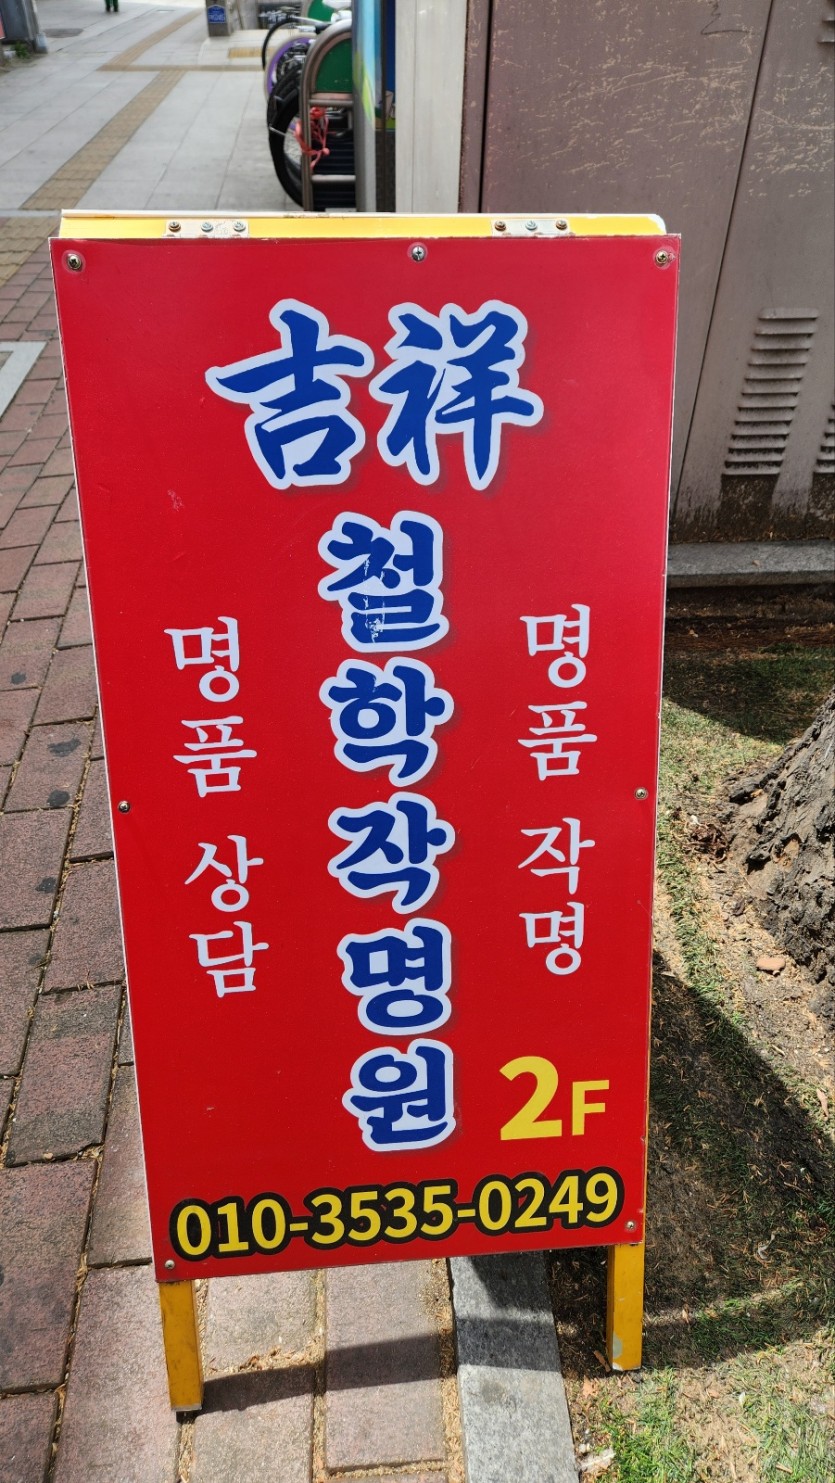 吉祥
철학작명원
명품 상담
명품 작명
2F
010-3535-0249